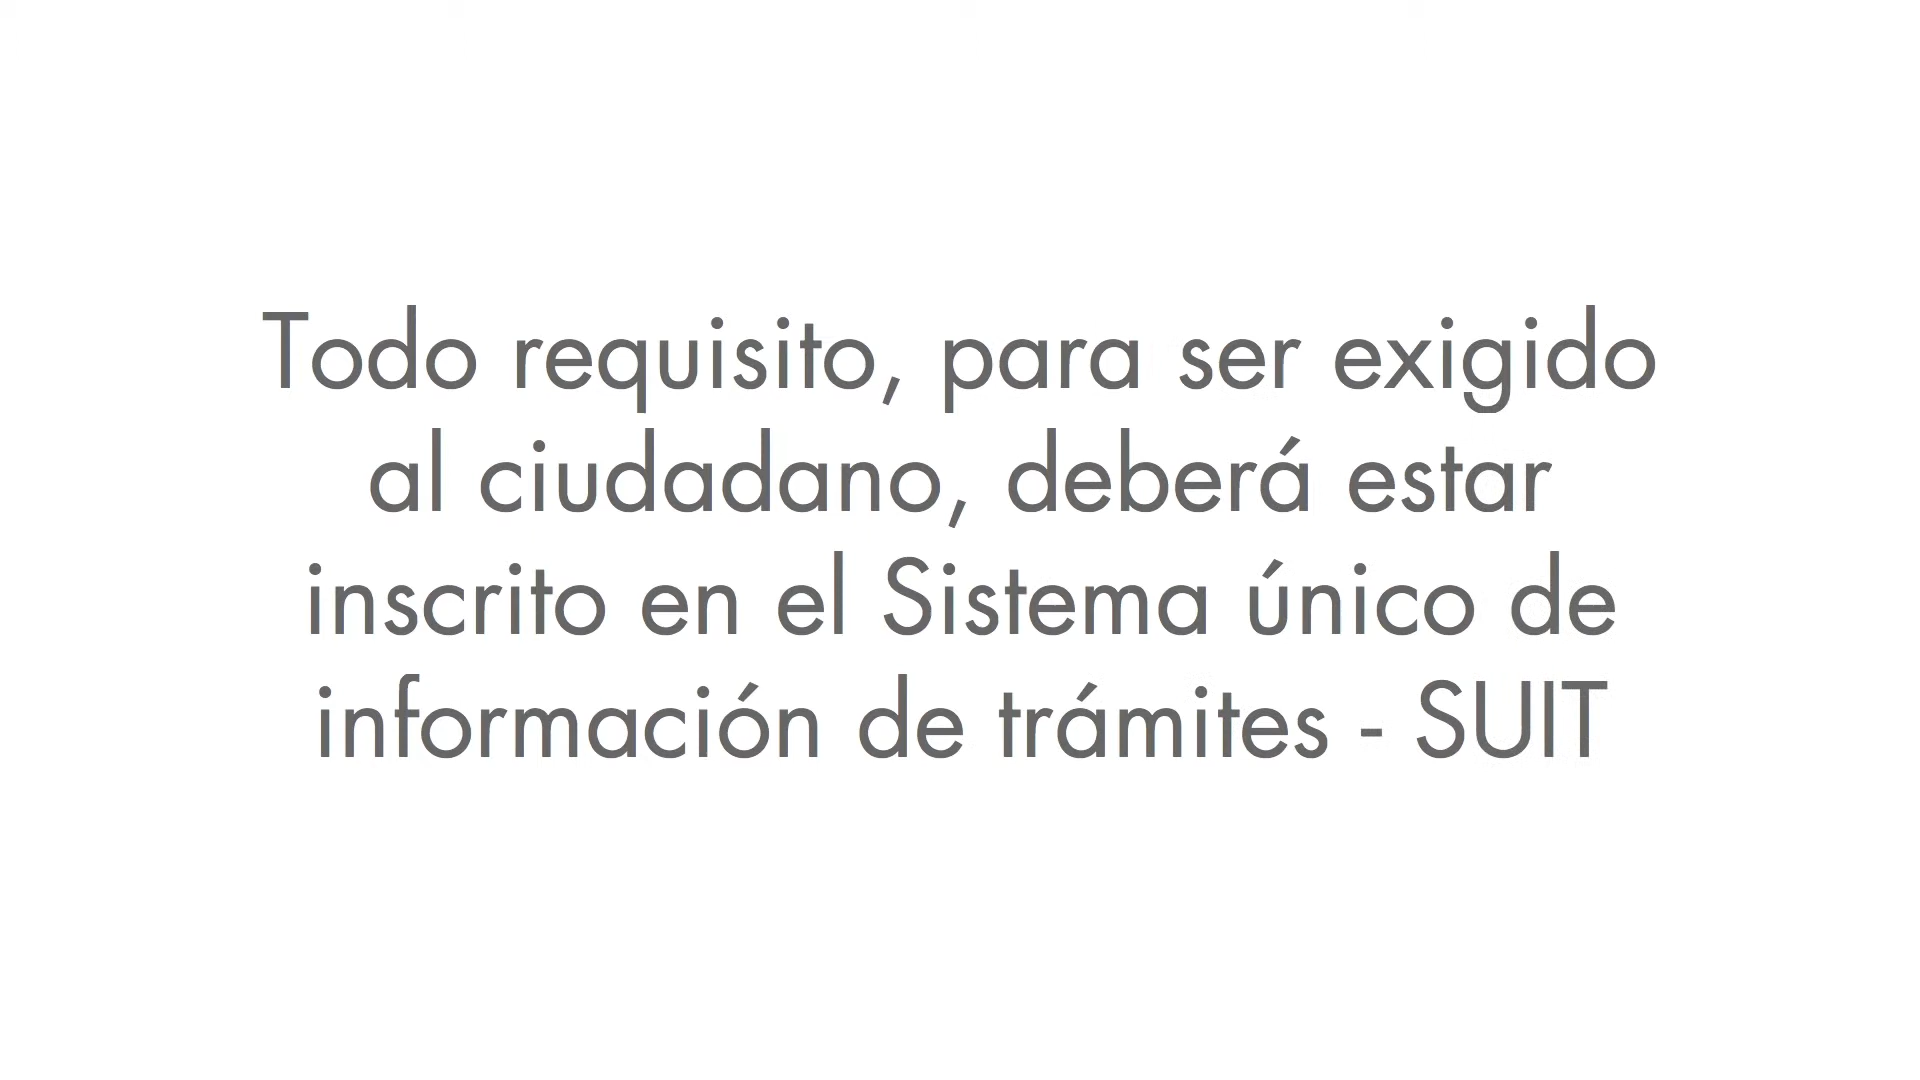 Todo requisito, para ser exigido
al ciudadano, deberá estar
inscrito en el Sistema único de
información de trámites - SUIT